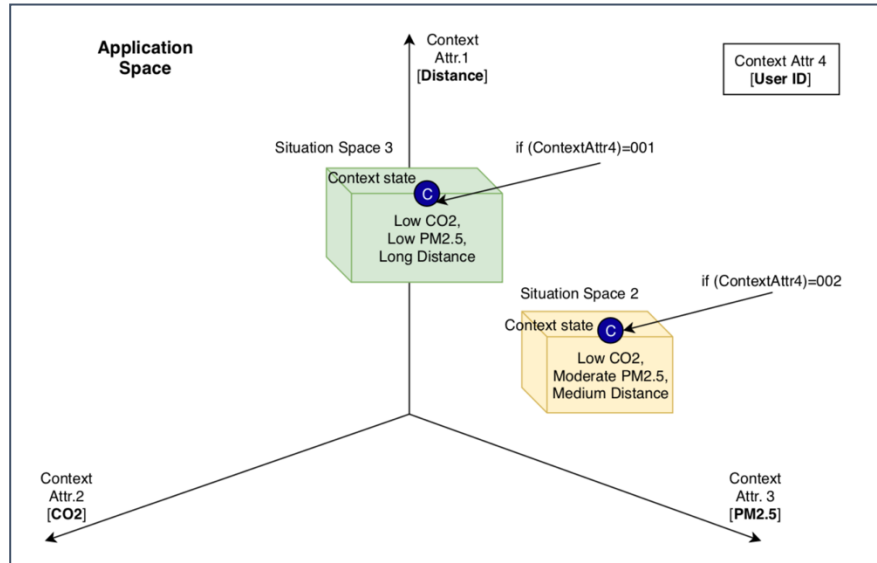 Application
Space
Context
Attr.1
[Distance]
Context Attr 4
[User ID]
Situation Space 3
if (ContextAttr4)=001
Context state
C
Low CO2,
Low PM2.5,
Long Distance
Situation Space 2
if (ContextAttr4)=002
Context state
C
Low CO2,
Moderate PM2.5,
Medium Distance
Context
Attr.2
[CO2]
Context
Attr. 3
[PM2.5]